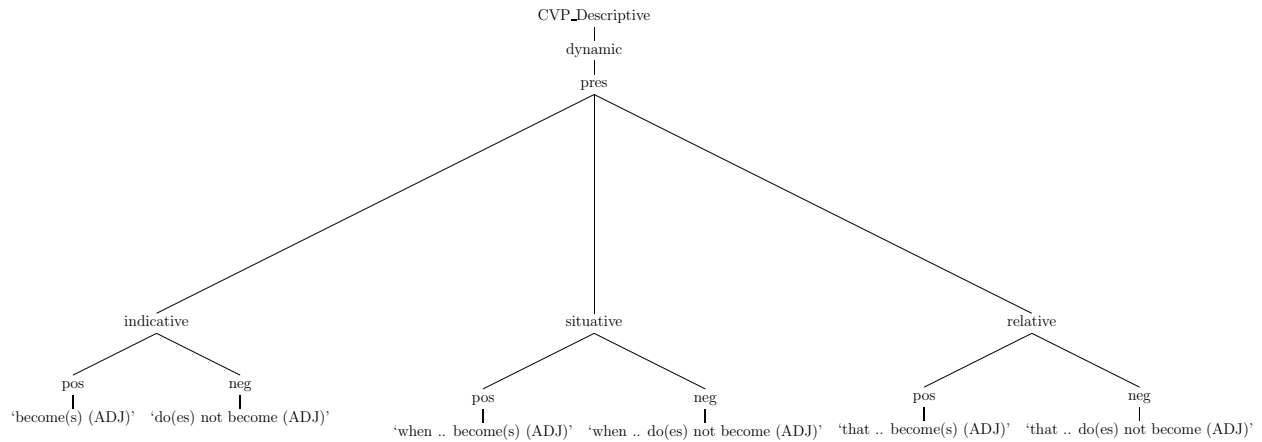 CVP_Descriptive
dynamic
pres
indicative situative relative
pos neg pos neg pos neg
‘become(s) (ADJ)’ ‘do(es) not become (ADJ)’ ‘when .. become(s) (ADJ)’ ‘when .. do(es) not become (ADJ)’ ‘that .. become(s) (ADJ)’ ‘that .. do(es) not become (ADJ)’